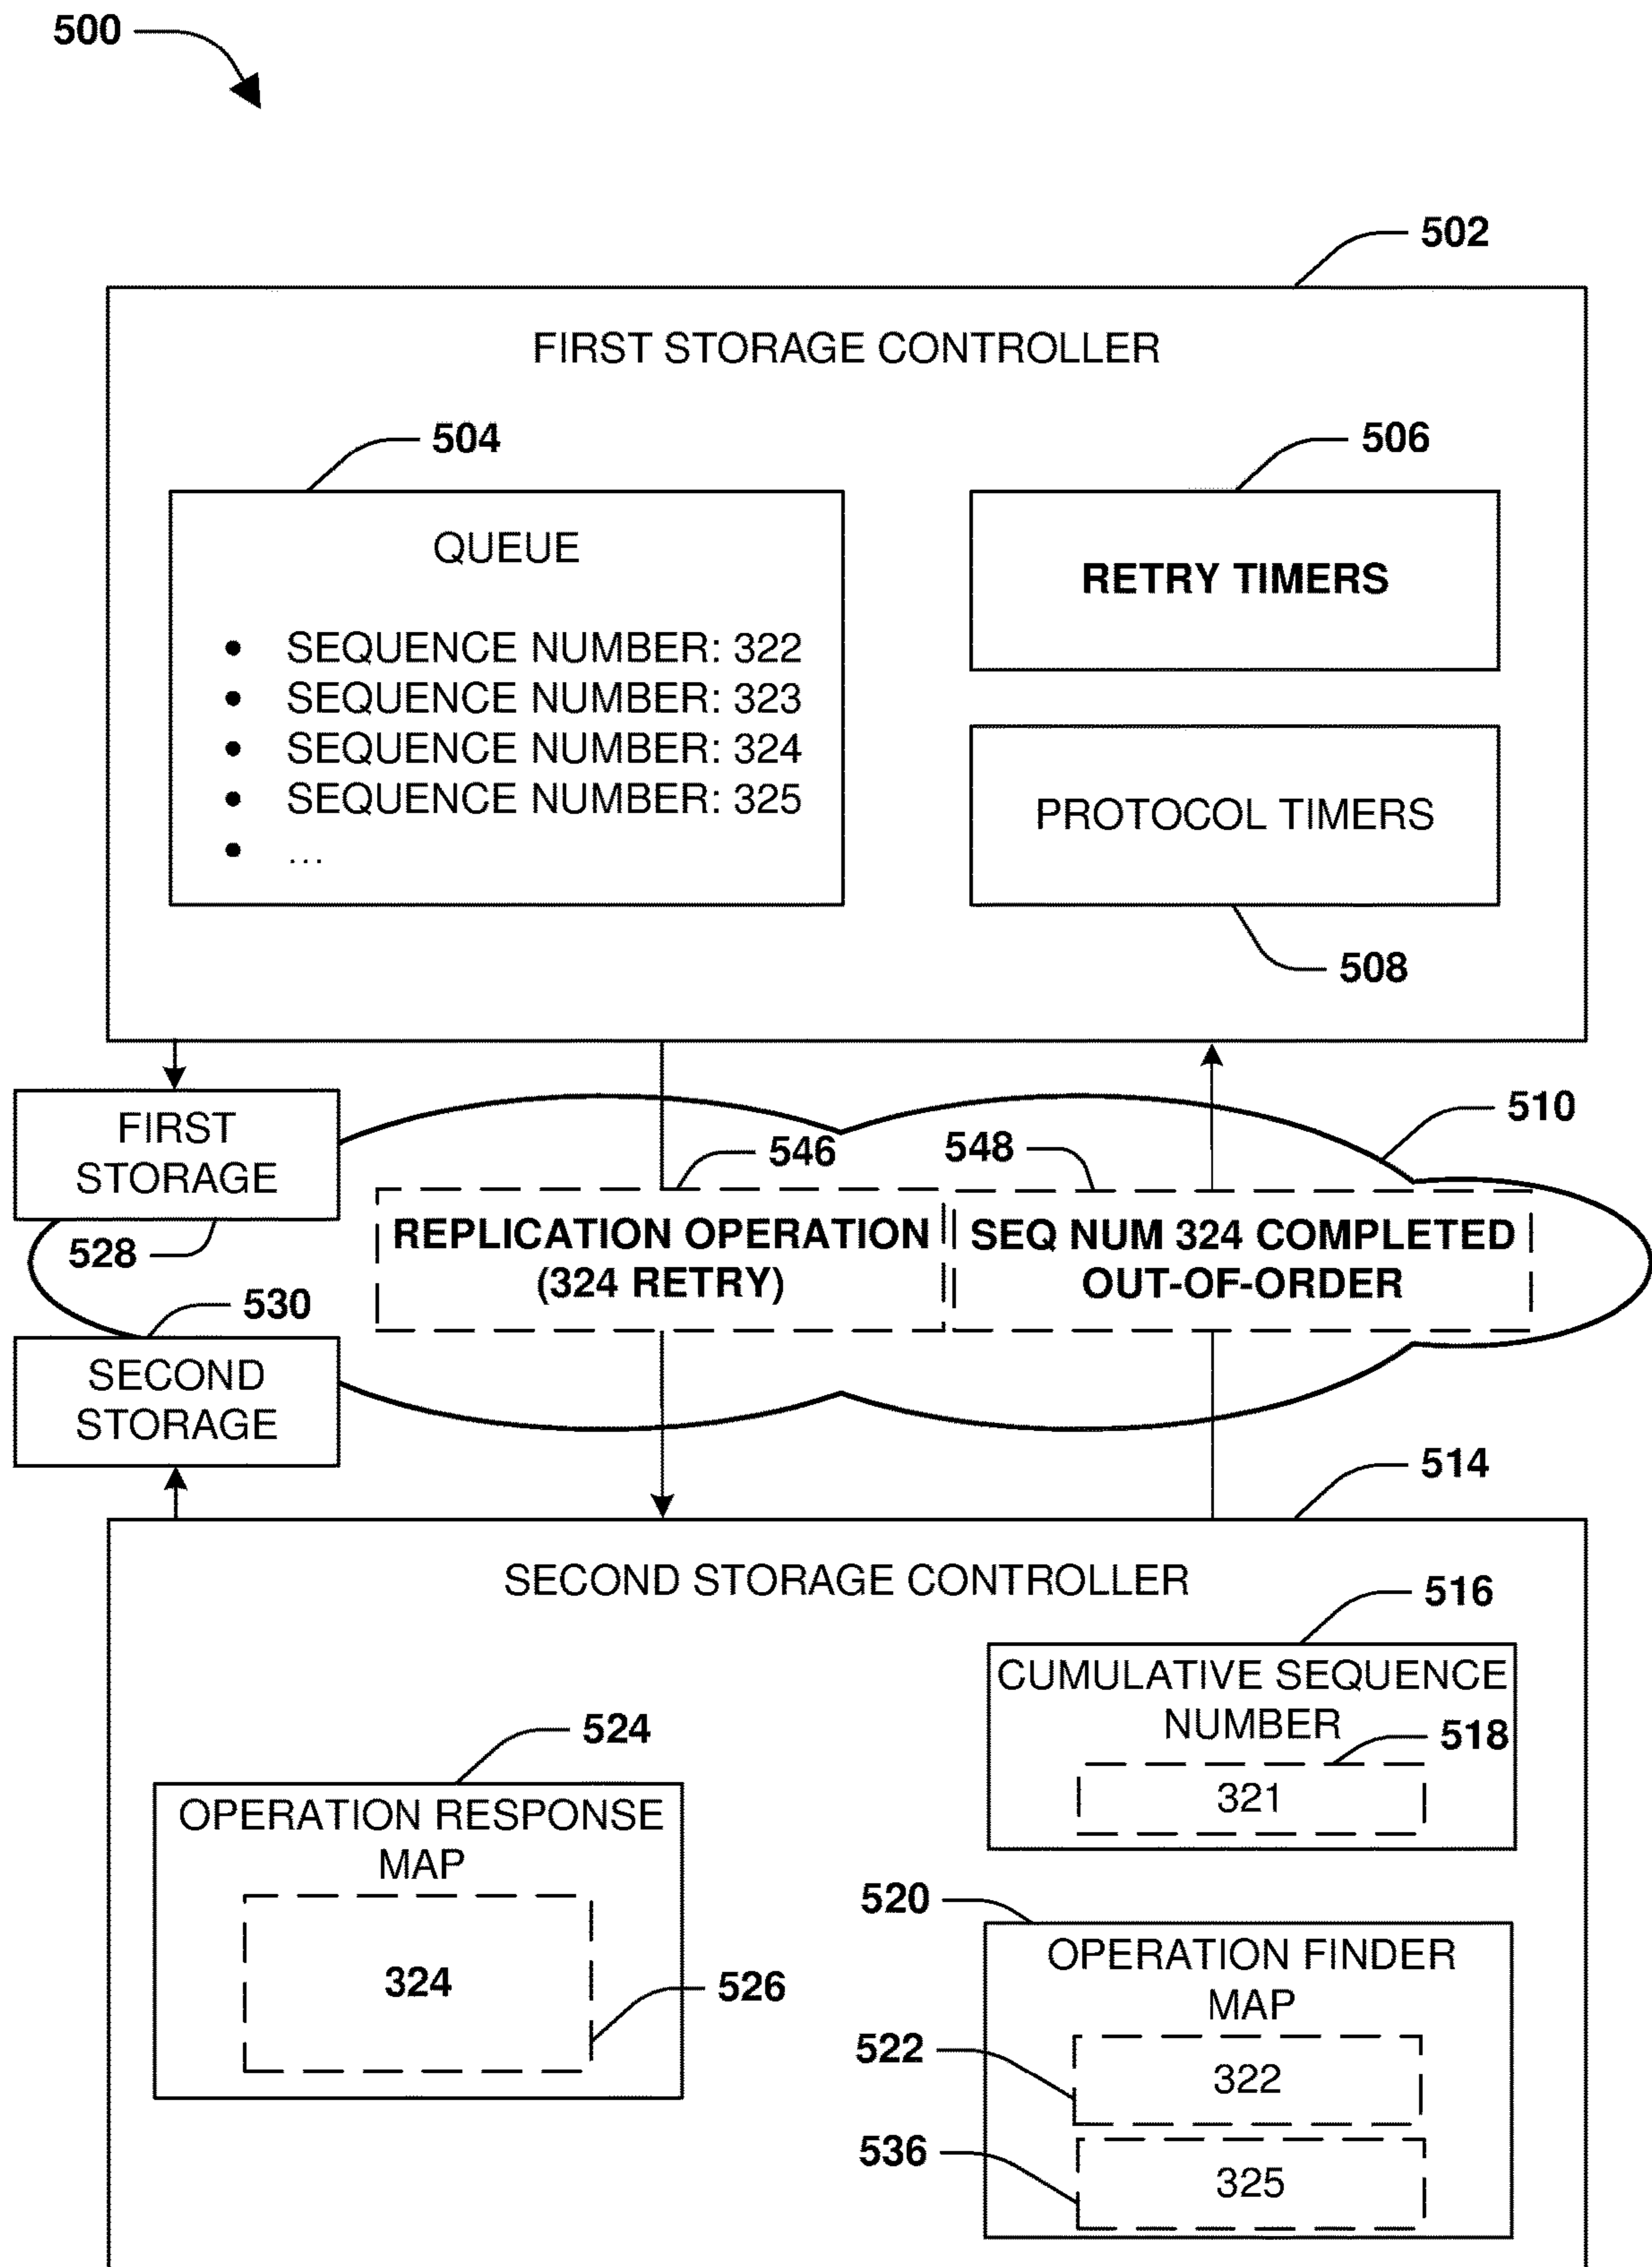 500
502
FIRST STORAGE CONTROLLER
504
506
QUEUE
RETRY TIMERS
• SEQUENCE NUMBER: 322
• SEQUENCE NUMBER: 323
• SEQUENCE NUMBER: 324
• SEQUENCE NUMBER: 325
• ...
PROTOCOL TIMERS
508
FIRST
STORAGE
528
510
546
548
REPLICATION OPERATION
(324 RETRY)
SEQ NUM 324 COMPLETED
OUT-OF-ORDER
530
SECOND
STORAGE
514
SECOND STORAGE CONTROLLER
516
CUMULATIVE SEQUENCE
NUMBER
518
321
524
OPERATION RESPONSE
MAP
324
526
520
OPERATION FINDER
MAP
522
322
536
325